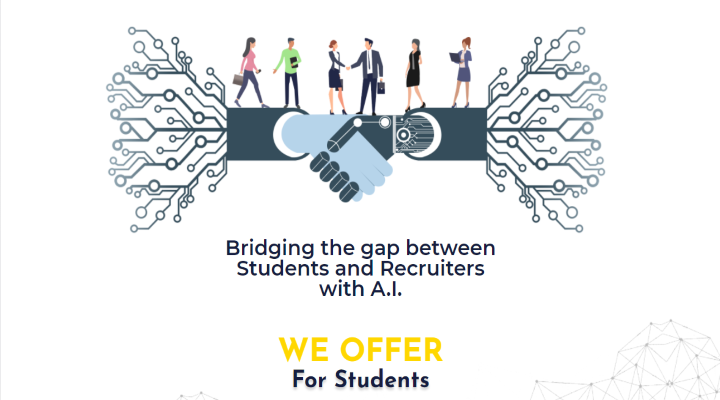 Bridging the gap between
Students and Recruiters
with A.I.
WE OFFER
For Students